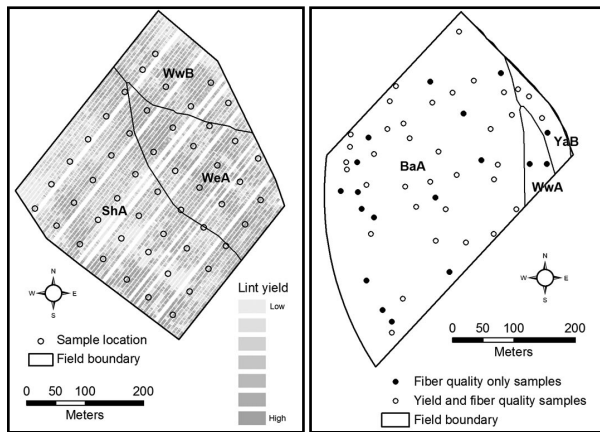 WwB
WeA
ShA
N
W E
S
Sample location
Field boundary
0 50 100 200
Meters
Lint yield
Low
High
BaA
YaB
WwA
N
W E
S
0 50 100 200
Meters
Fiber quality only samples
Yield and fiber quality samples
Field boundary